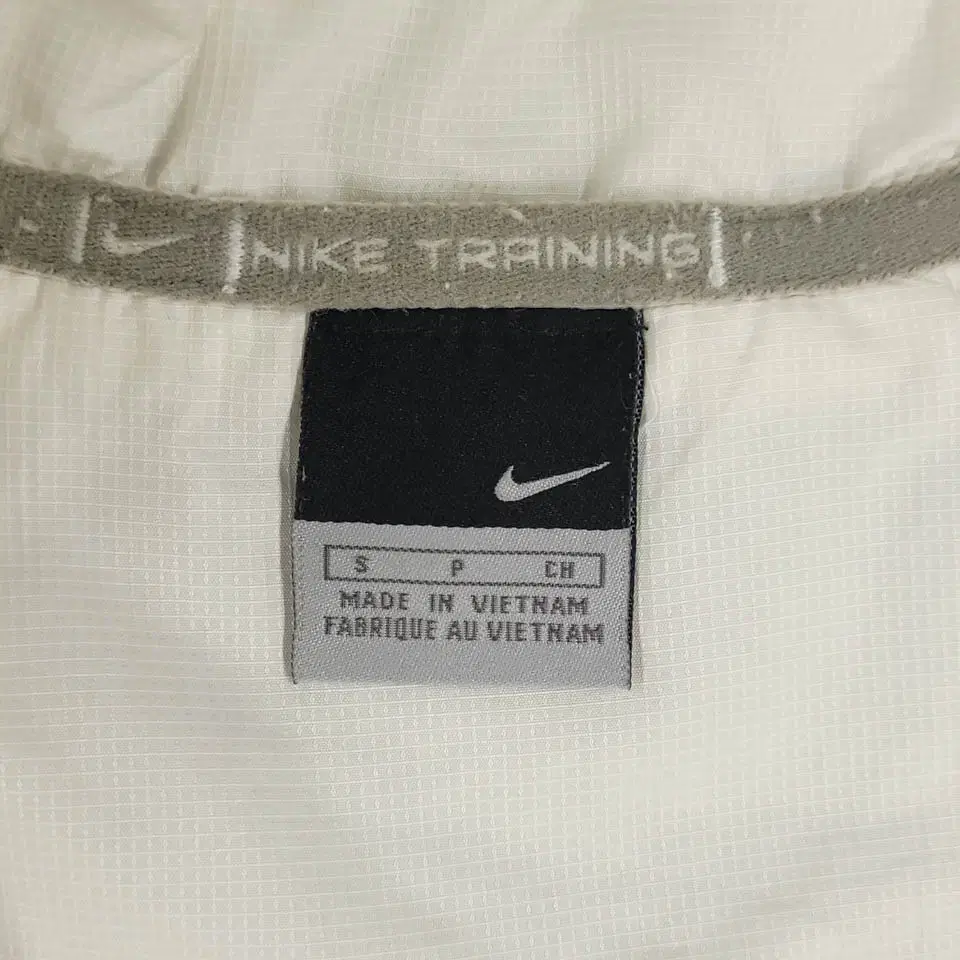 NIKE TRAINING
S P CH
MADE IN VIETNAM
FABRIQUE AU VIETNAM